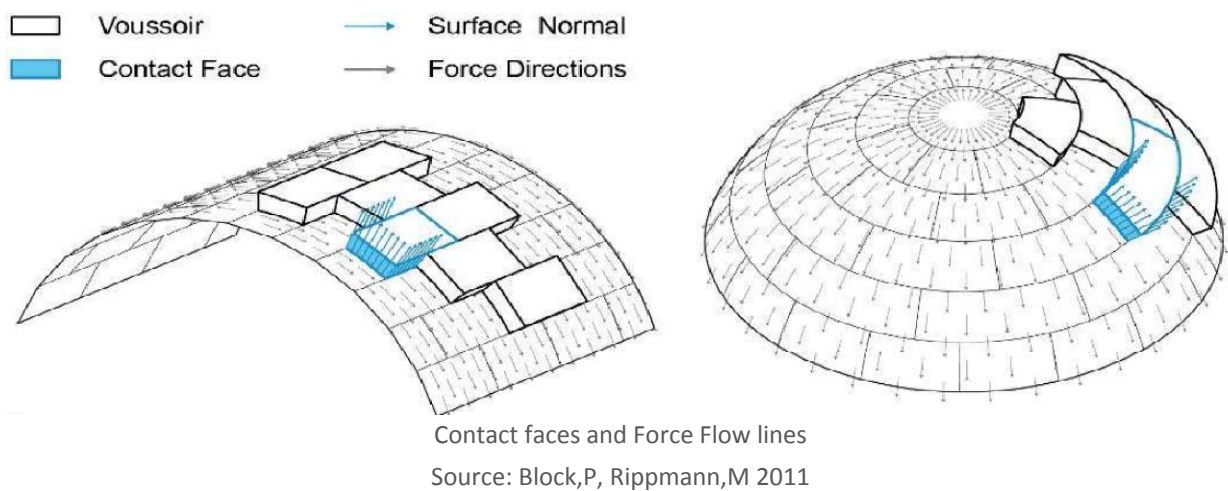 Voussoir
Surface Normal
Contact Face
Force Directions
Contact faces and Force Flow lines
Source: Block,P, Rippmann,M 2011